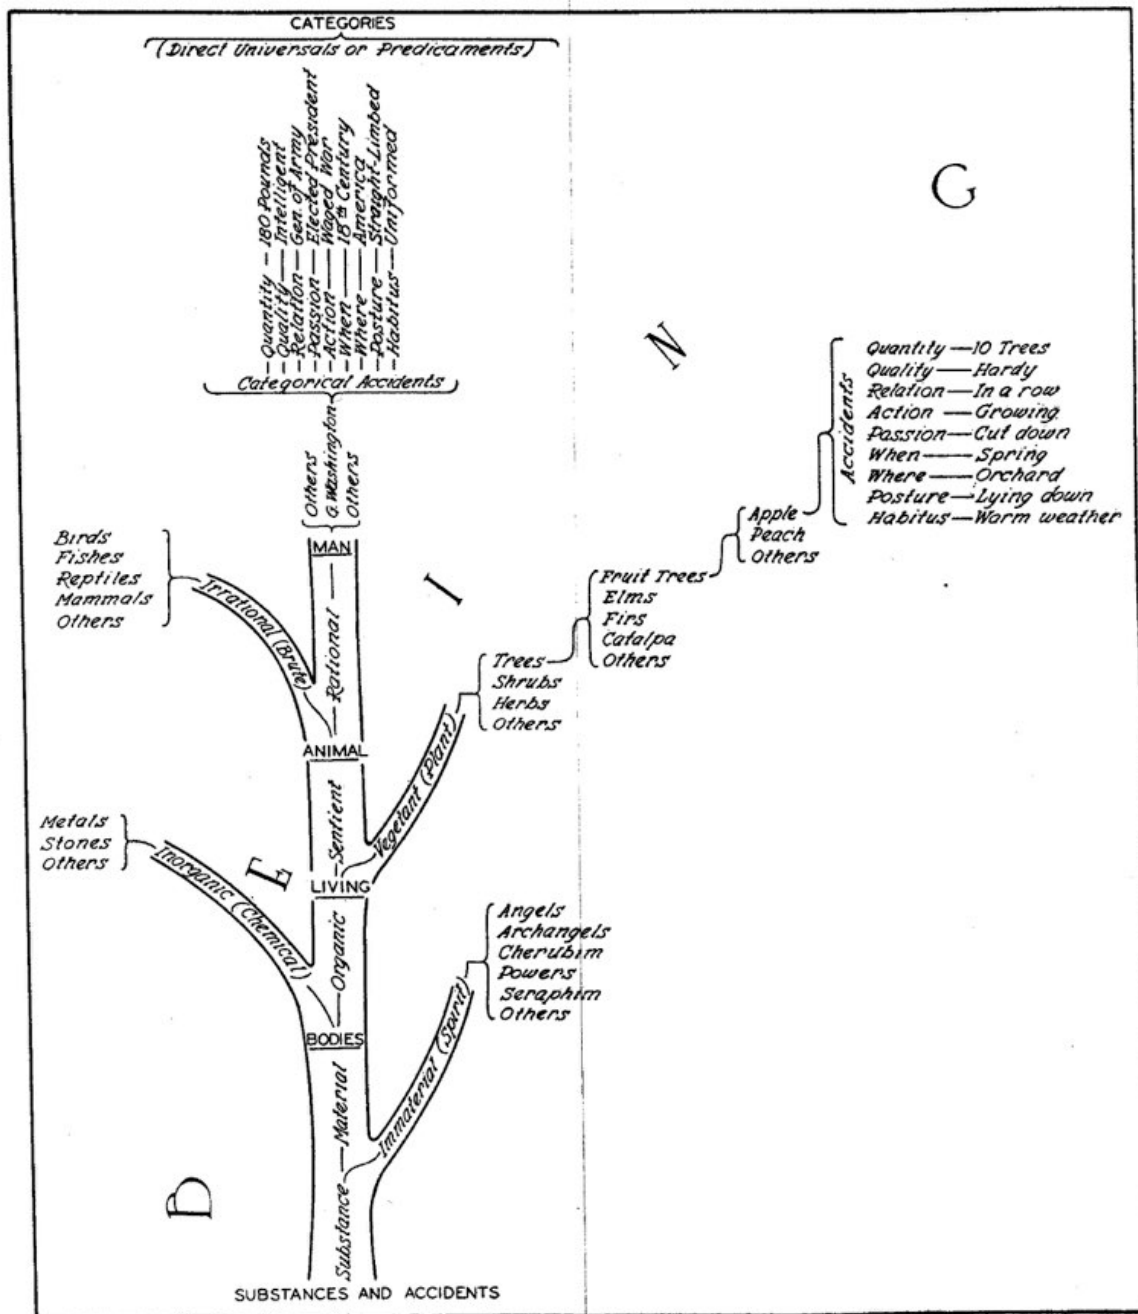 CATEGORIES
(Direct Universals or Predicaments)
Quantity — 180 Pounds
Quality — Intelligent
Relation — Gen. of Army
Passion — Elected President
Action — Waged War
When — 18th Century
Where — America
Posture — Straight-Limbed
Habitus — Uniformed
Categorical Accidents
Others
G. Washington
Others
MAN
Rational
Birds
Fishes
Reptiles
Mammals
Others
Irrational (Brute)
ANIMAL
Sentient
G
N
I
E
B
Accidents
Quantity — 10 Trees
Quality — Hardy
Relation — In a row
Action — Growing
Passion — Cut down
When — Spring
Where — Orchard
Posture — Lying down
Habitus — Warm weather
Apple
Peach
Others
Fruit Trees
Elms
Firs
Catalpa
Others
Trees
Shrubs
Herbs
Others
Vegetant (Plant)
LIVING
Metals
Stones
Others
Inorganic (Chemical)
Organic
BODIES
Angels
Archangels
Cherubim
Powers
Seraphim
Others
Immaterial (Spirit)
Substance — Material
SUBSTANCES AND ACCIDENTS